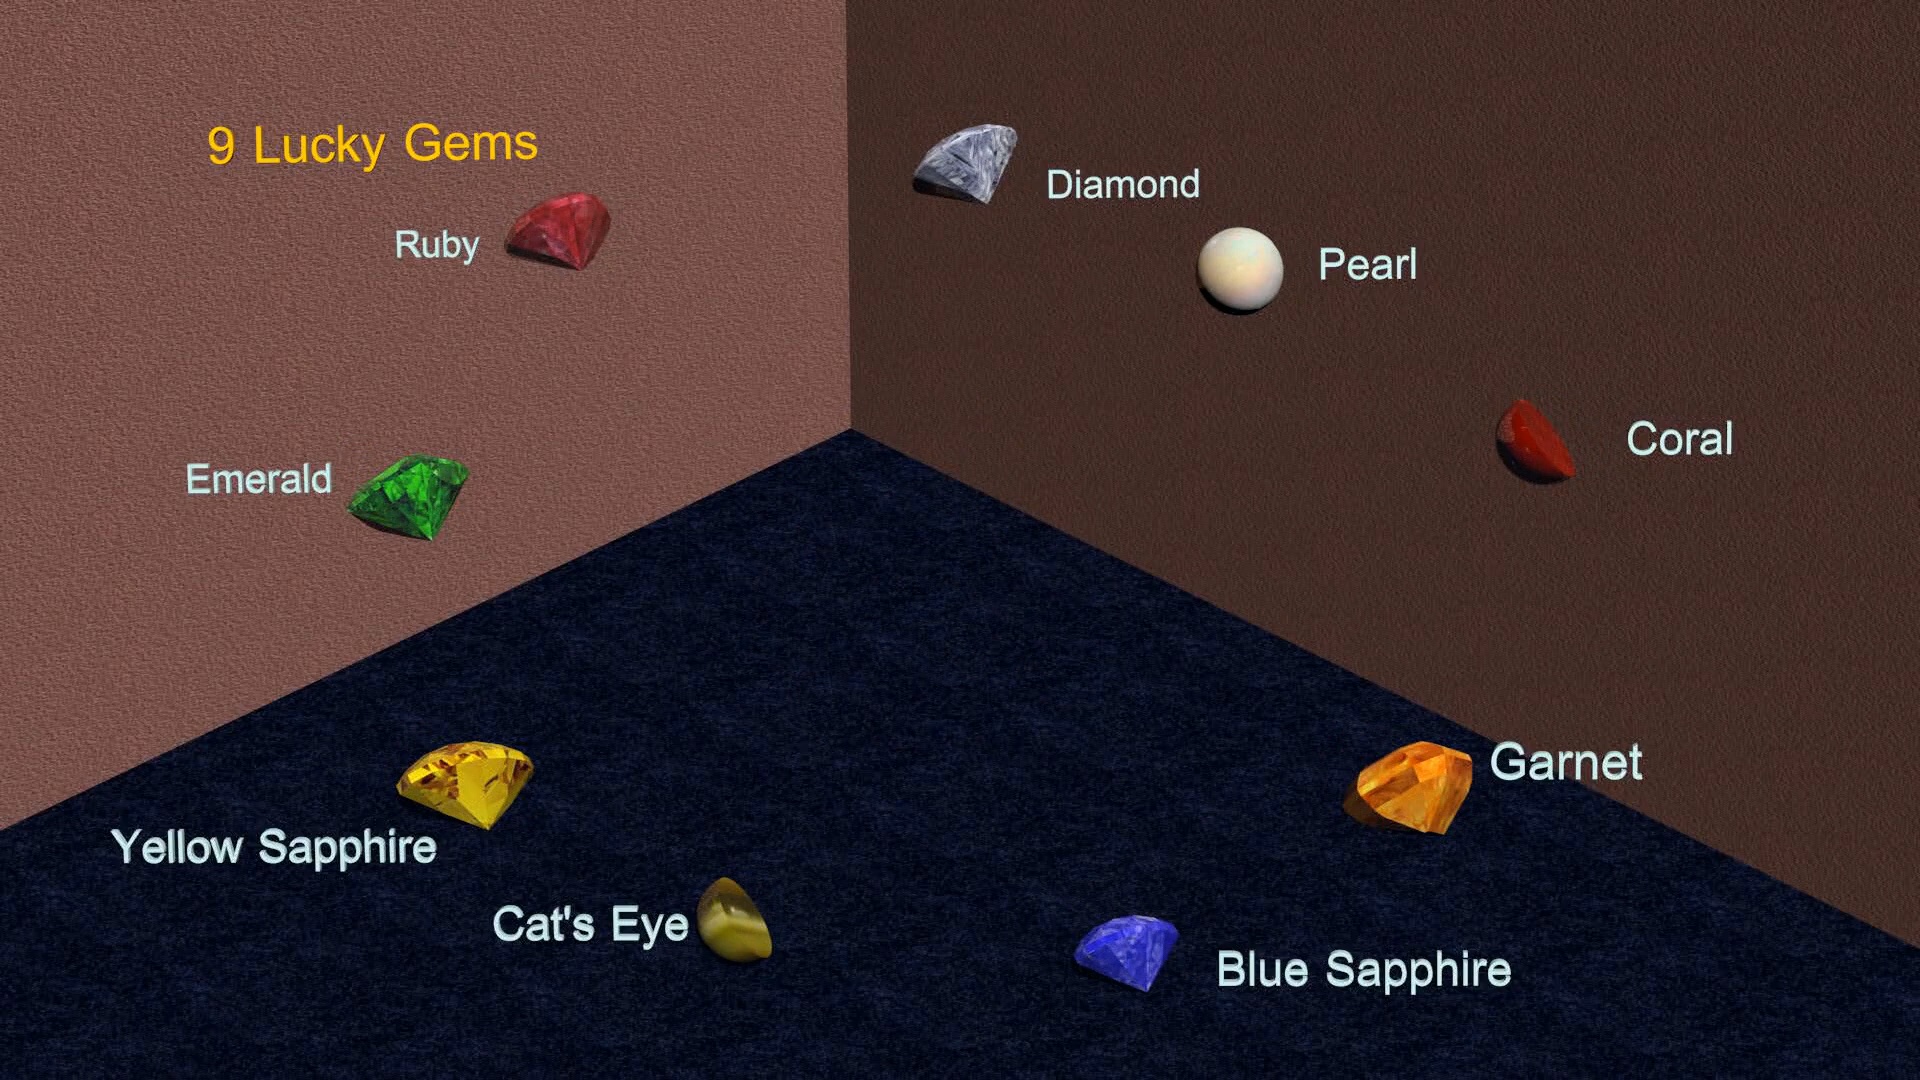 9 Lucky Gems
Diamond
Ruby
Pearl
Coral
Emerald
Garnet
Yellow Sapphire
Cat's Eye
Blue Sapphire